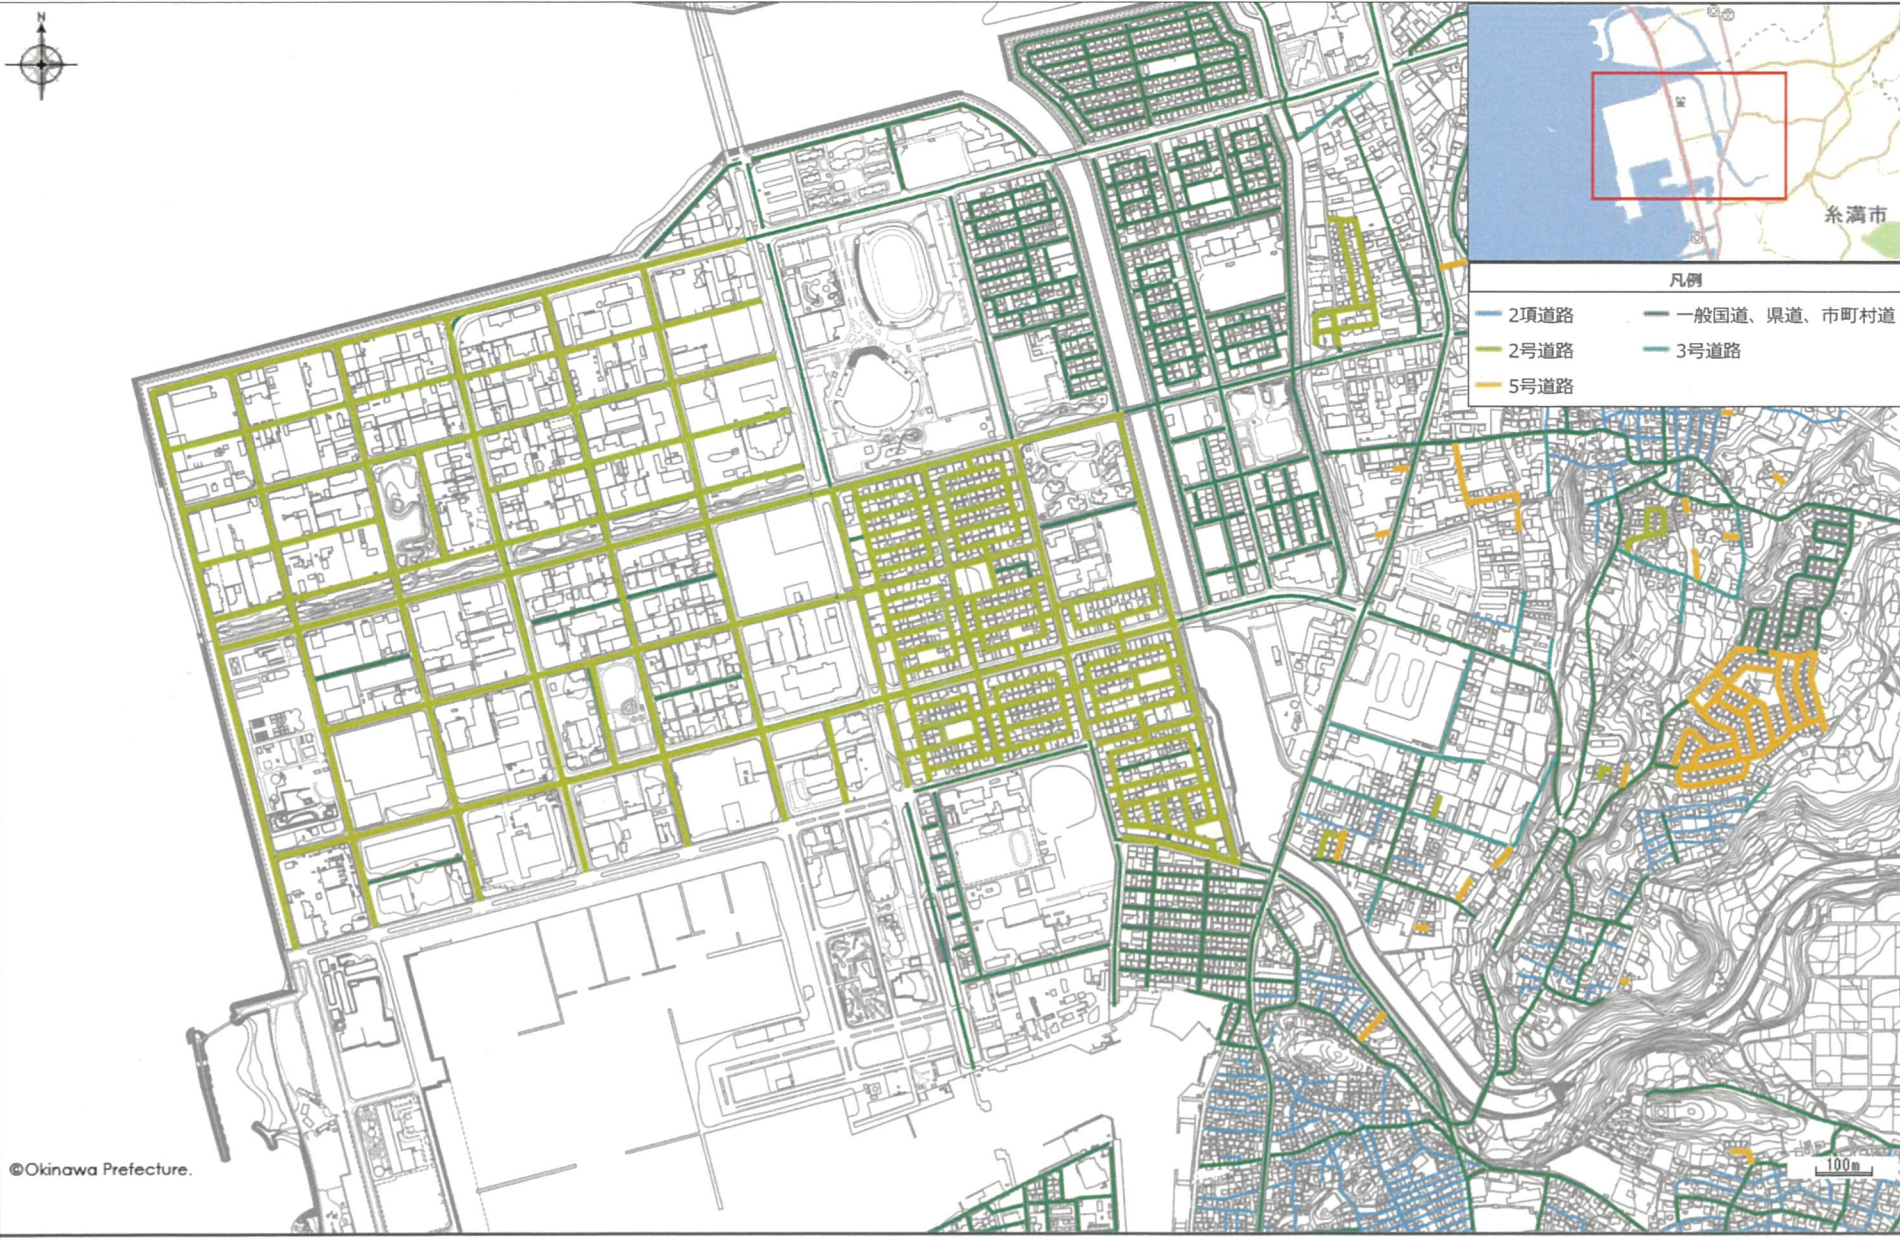 N
糸満市
凡例
2項道路
一般国道、県道、市町村道
2号道路
3号道路
5号道路
©Okinawa Prefecture.
100m